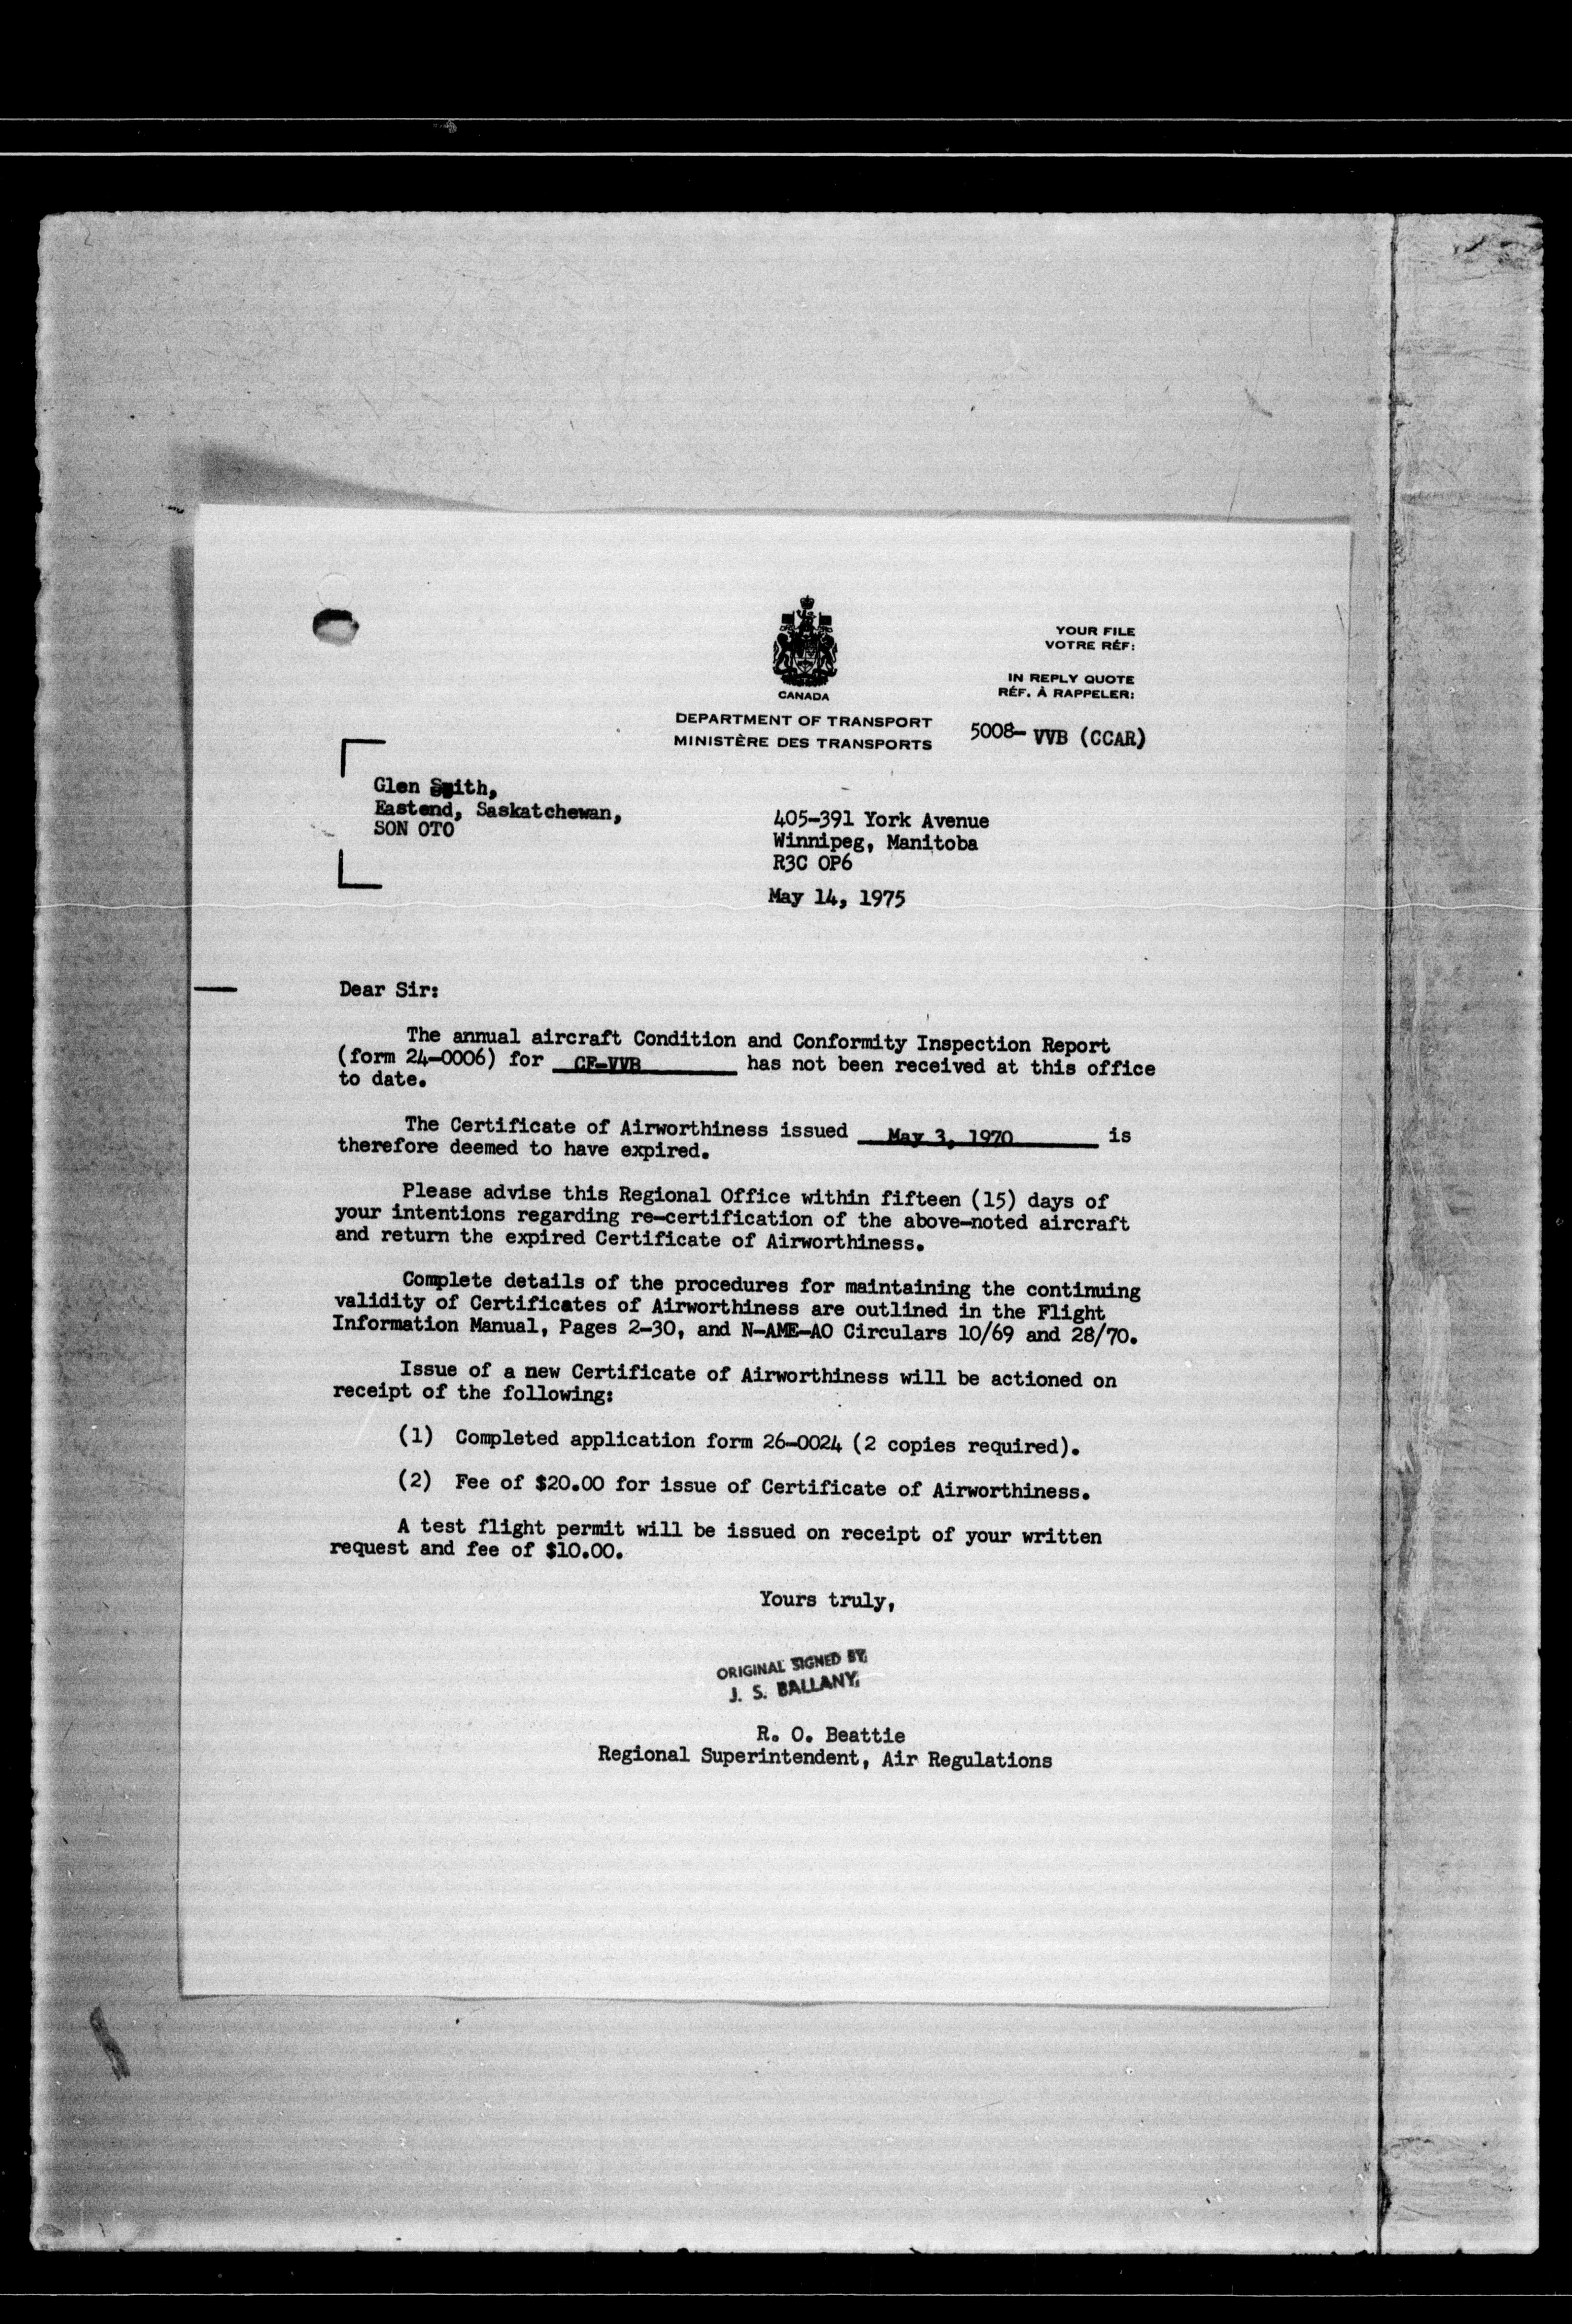 CANADA
DEPARTMENT OF TRANSPORT
MINISTÈRE DES TRANSPORTS
YOUR FILE
VOTRE RÉF:
IN REPLY QUOTE
RÉF. À RAPPELER:
5008- VVB (CCAR)
Glen Smith,
Eastend, Saskatchewan,
SON OTO
405-391 York Avenue
Winnipeg, Manitoba
R3C OP6
May 14, 1975
Dear Sir:
The annual aircraft Condition and Conformity Inspection Report
(form 24-0006) for CF-VVB has not been received at this office
to date.
The Certificate of Airworthiness issued May 3, 1970 is
therefore deemed to have expired.
Please advise this Regional Office within fifteen (15) days of
your intentions regarding re-certification of the above-noted aircraft
and return the expired Certificate of Airworthiness.
Complete details of the procedures for maintaining the continuing
validity of Certificates of Airworthiness are outlined in the Flight
Information Manual, Pages 2-30, and N-AME-AO Circulars 10/69 and 28/70.
Issue of a new Certificate of Airworthiness will be actioned on
receipt of the following:
(1) Completed application form 26-0024 (2 copies required).
(2) Fee of $20.00 for issue of Certificate of Airworthiness.
A test flight permit will be issued on receipt of your written
request and fee of $10.00.
Yours truly,
ORIGINAL SIGNED BY
J. S. BALLANY
R. O. Beattie
Regional Superintendent, Air Regulations